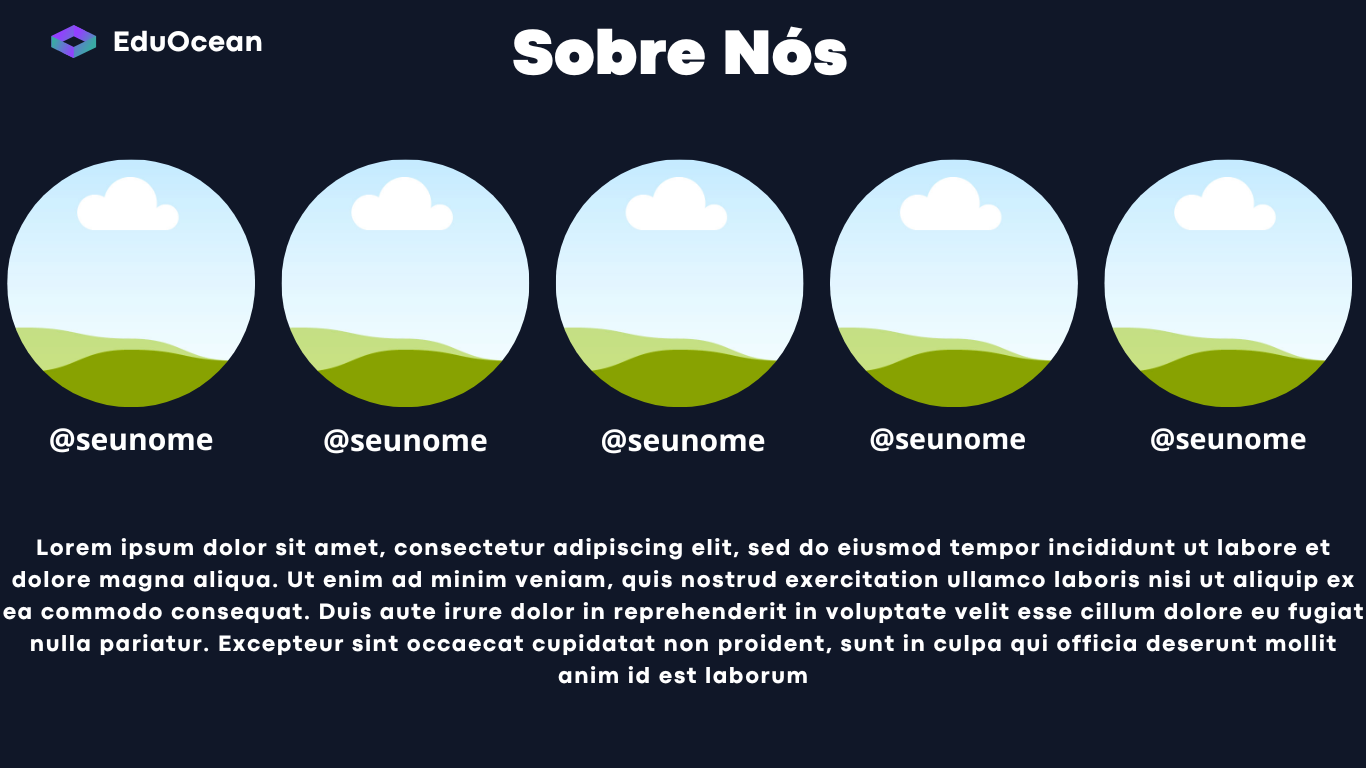 EduOcean
Sobre Nós
@seunome
@seunome
@seunome
@seunome
@seunome
Lorem ipsum dolor sit amet, consectetur adipiscing elit, sed do eiusmod tempor incididunt ut labore et
dolore magna aliqua. Ut enim ad minim veniam, quis nostrud exercitation ullamco laboris nisi ut aliquip ex
ea commodo consequat. Duis aute irure dolor in reprehenderit in voluptate velit esse cillum dolore eu fugiat
nulla pariatur. Excepteur sint occaecat cupidatat non proident, sunt in culpa qui officia deserunt mollit
anim id est laborum